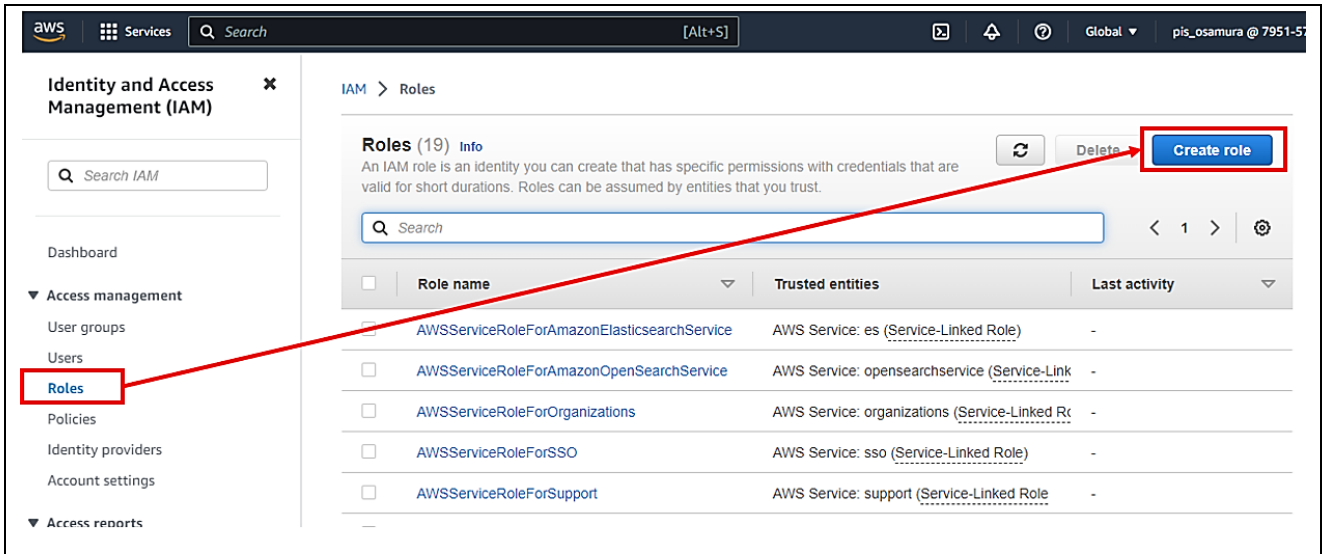 aws
Services
Search
[Alt+S]
Global
pis_osamura @ 7951-57
Identity and Access
Management (IAM)
Search IAM
Dashboard
Access management
User groups
Users
Roles
Policies
Identity providers
Account settings
Access reports
IAM > Roles
Roles (19) Info
An IAM role is an identity you can create that has specific permissions with credentials that are
valid for short durations. Roles can be assumed by entities that you trust.
Delete
Create role
Search
1
Role name
Trusted entities
Last activity
AWSServiceRoleForAmazonElasticsearchService
AWS Service: es (Service-Linked Role)
-
AWSServiceRoleForAmazonOpenSearchService
AWS Service: opensearchservice (Service-Link
-
AWSServiceRoleForOrganizations
AWS Service: organizations (Service-Linked Ro
-
AWSServiceRoleForSSO
AWS Service: sso (Service-Linked Role)
-
AWSServiceRoleForSupport
AWS Service: support (Service-Linked Role
-